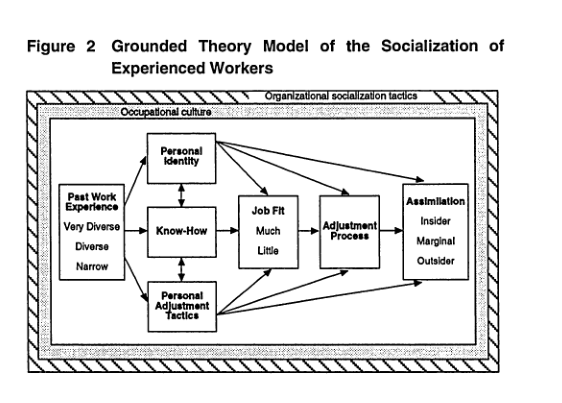 Figure 2 Grounded Theory Model of the Socialization of
Experienced Workers
Organizational socialization tactics
Occupational culture
Personal
Identity
Past Work
Experience
Very Diverse
Diverse
Narrow
Know-How
Personal
Adjustment
Tactics
Job Fit
Much
Little
Adjustment
Process
Assimilation
Insider
Marginal
Outsider